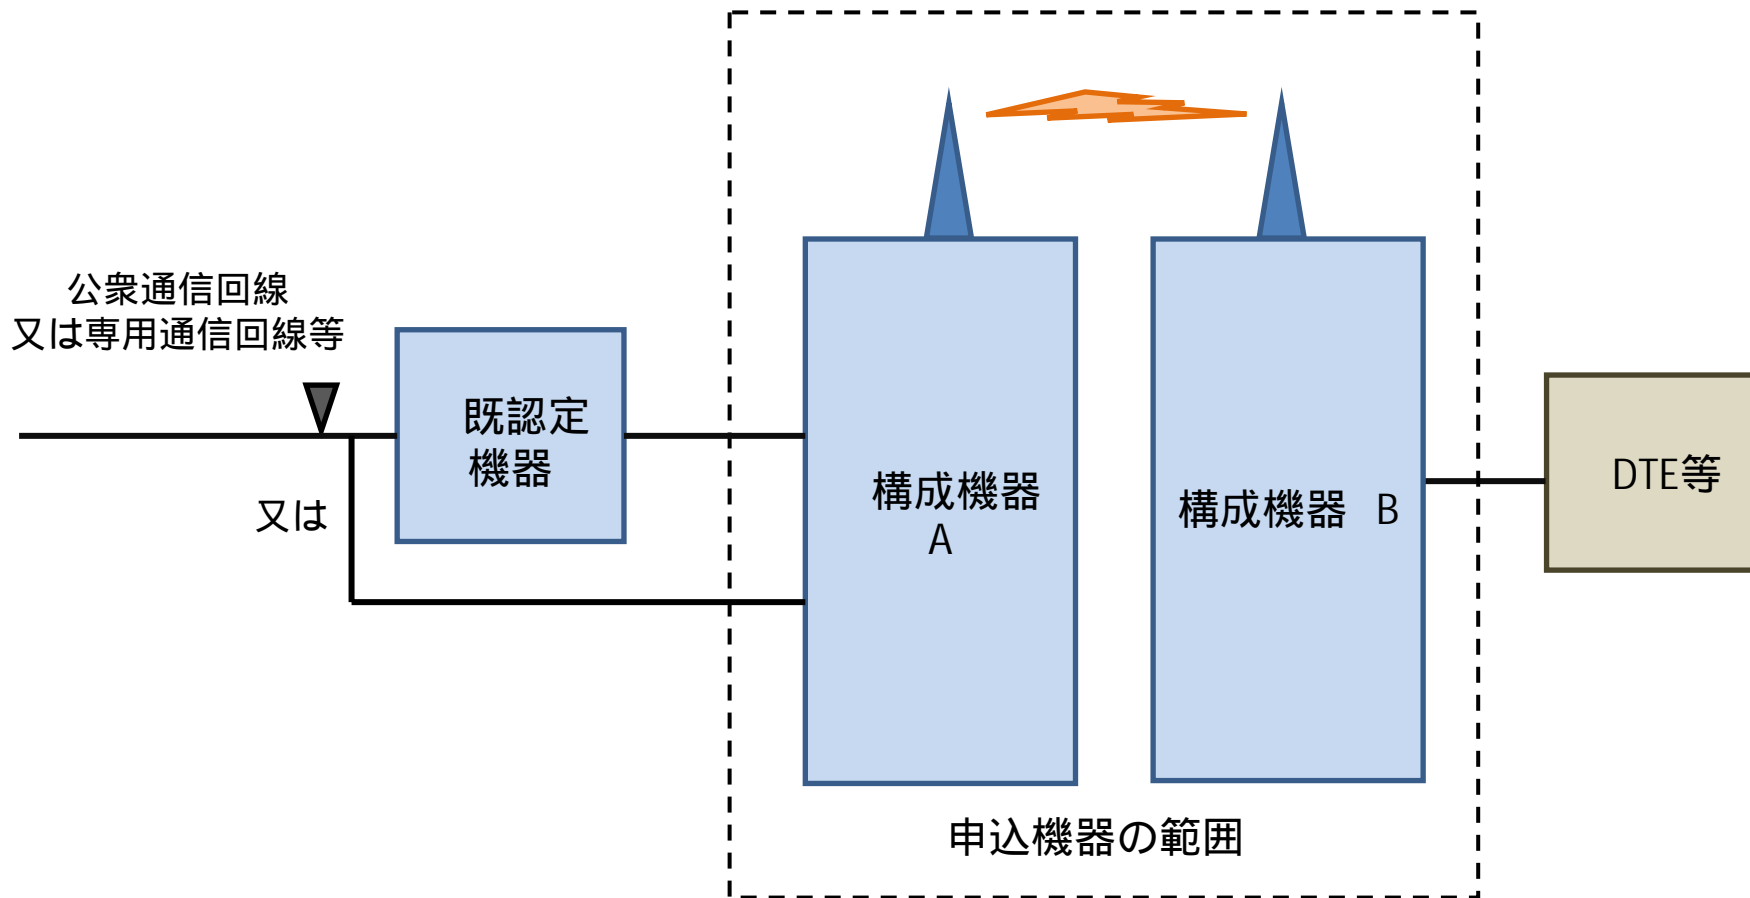 公衆通信回線
又は専用通信回線等
既認定
機器
又は
構成機器
A
構成機器 B
DTE等
申込機器の範囲